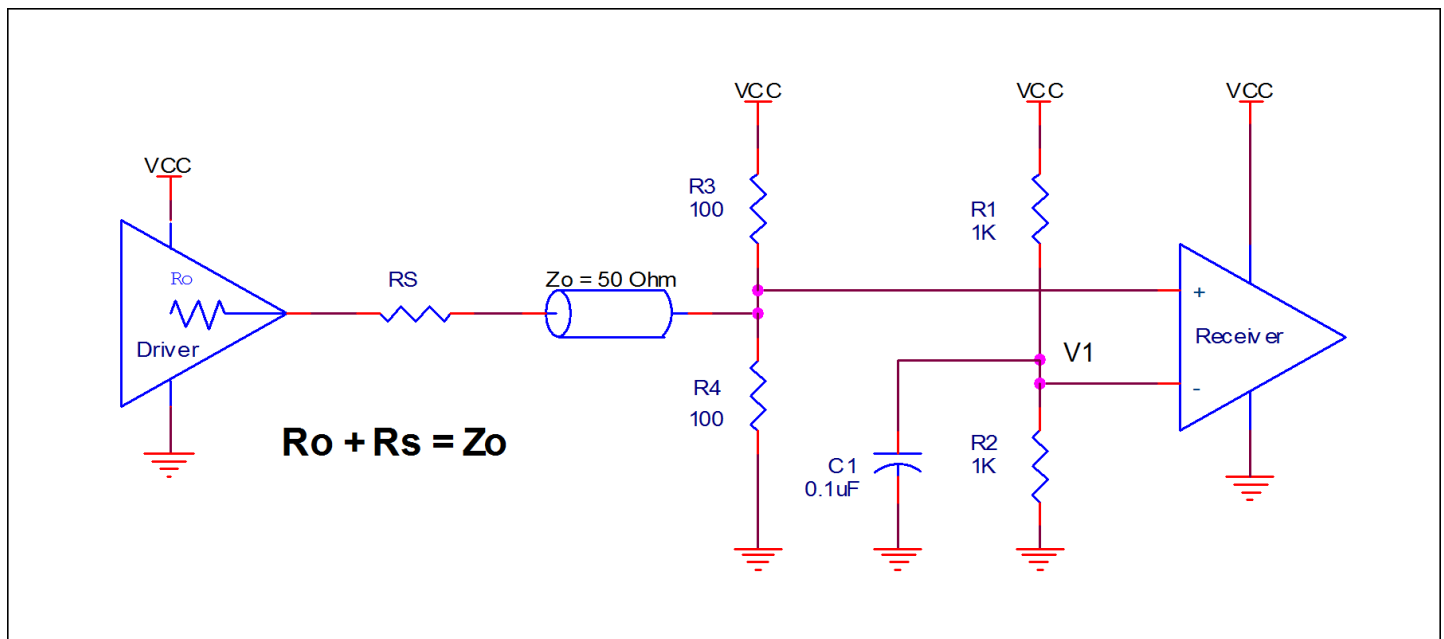 VCC
VCC
VCC
VCC
R3
100
R1
1K
Ro
RS
Zo = 50 Ohm
+
Driver
Receiver
V1
R4
100
-
Ro + Rs = Zo
R2
1K
C1
0.1uF